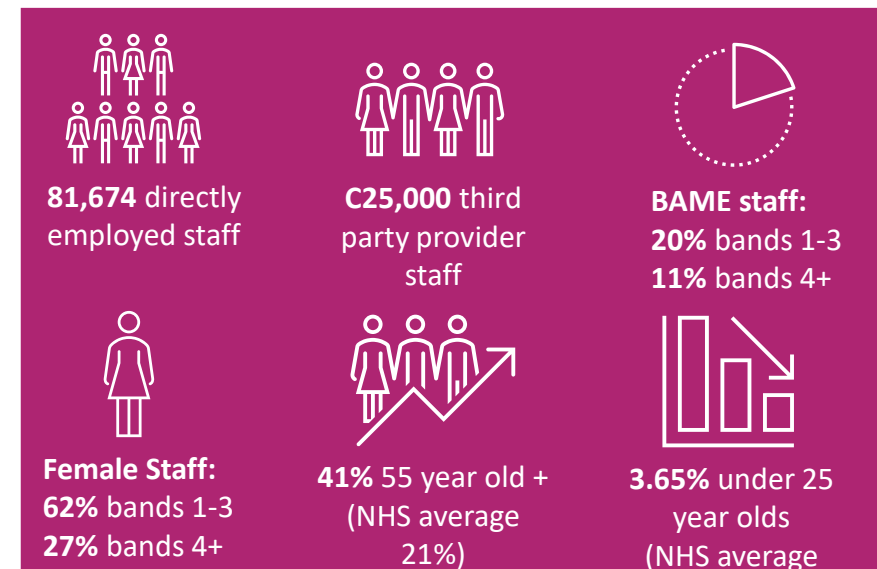 81,674 directly
employed staff
C25,000 third
party provider
staff
BAME staff:
20% bands 1-3
11% bands 4+
Female Staff:
62% bands 1-3
27% bands 4+
41% 55 year old +
(NHS average
21%)
3.65% under 25
year olds
(NHS average